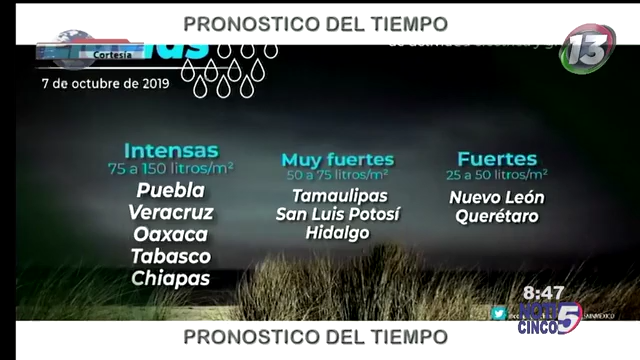 PRONOSTICO DEL TIEMPO
Cortesía
13
7 de octubre de 2019
Intensas
75 a 150 litros/m²
Puebla
Veracruz
Oaxaca
Tabasco
Chiapas
Muy fuertes
50 a 75 litros/m²
Tamaulipas
San Luis Potosí
Hidalgo
Fuertes
25 a 50 litros/m²
Nuevo León
Querétaro
8:47
NOTI
CINCO
5
PRONOSTICO DEL TIEMPO